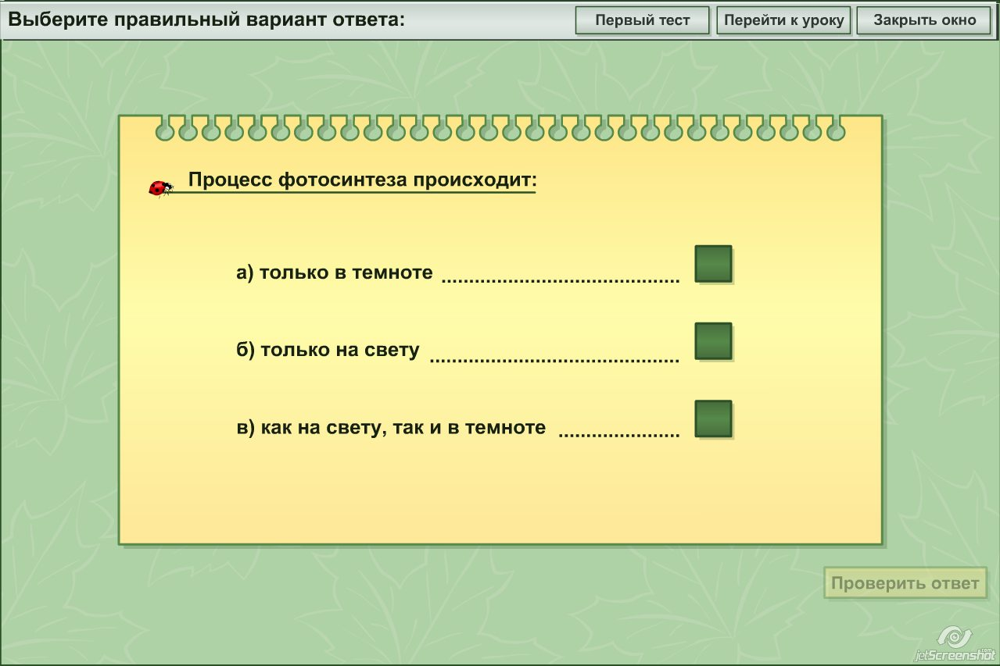 Выберите правильный вариант ответа:
Первый тест
Перейти к уроку
Закрыть окно
Процесс фотосинтеза происходит:
а) только в темноте
б) только на свету
в) как на свету, так и в темноте
Проверить ответ
jetScreenshot.com